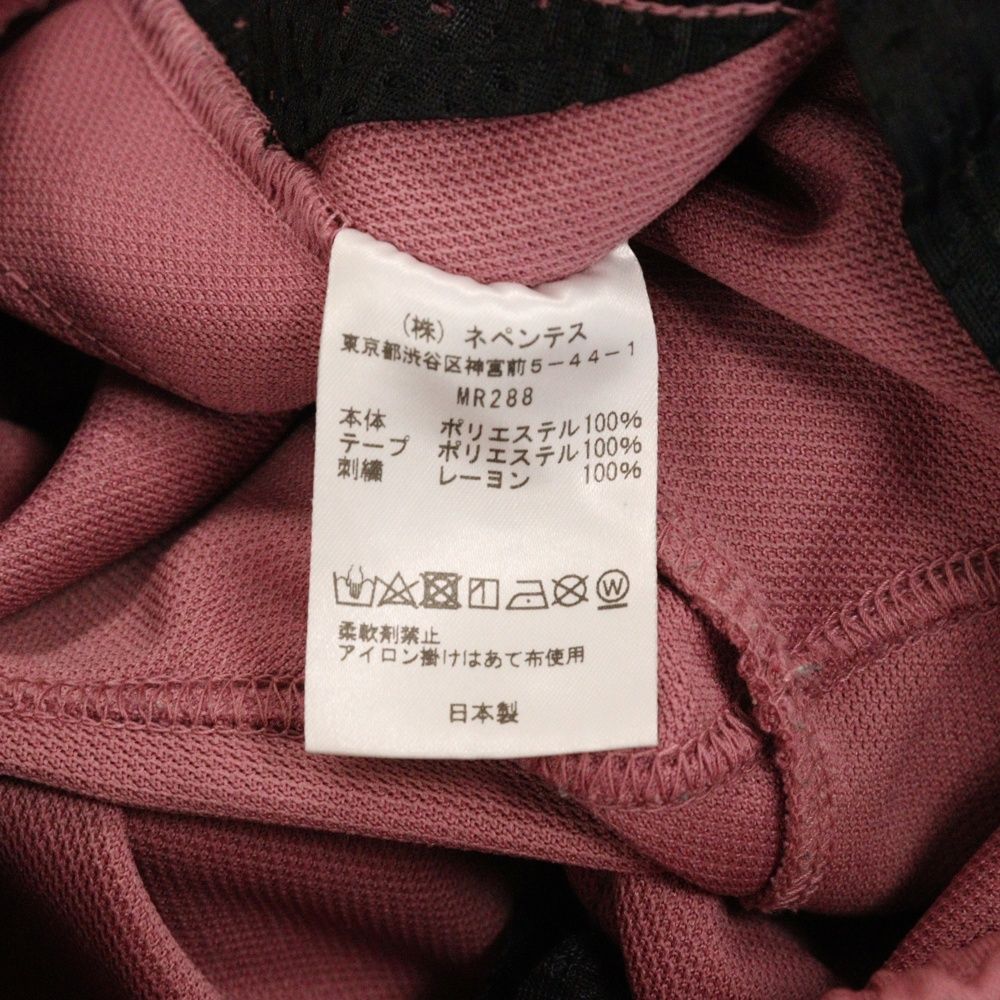 （株）ネペンテス
東京都渋谷区神宮前5－44－1
MR288
本体 ポリエステル100%
テープ ポリエステル100%
刺繍 レーヨン 100%
W
柔軟剤禁止
アイロン掛けはあて布使用
日本製